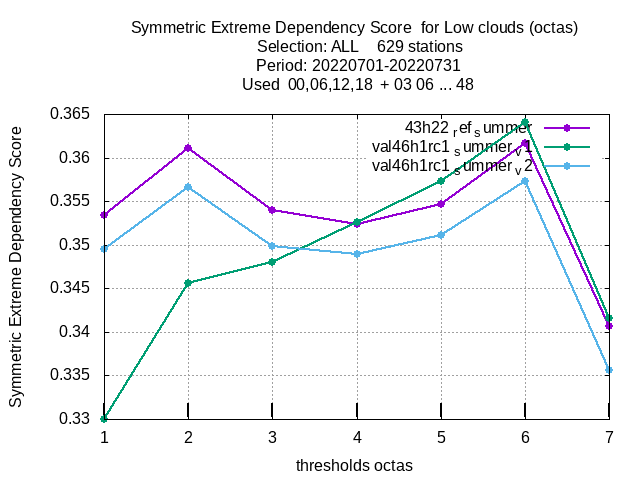 Symmetric Extreme Dependency Score for Low clouds (octas)
Selection: ALL 629 stations
Period: 20220701-20220731
Used 00,06,12,18 + 03 06 ... 48
43h22 ref summer
val46h1rc1 summer v1
val46h1rc1 summer v2
Symmetric Extreme Dependency Score
0.365
0.36
0.355
0.35
0.345
0.34
0.335
0.33
1 2 3 4 5 6 7
thresholds octas